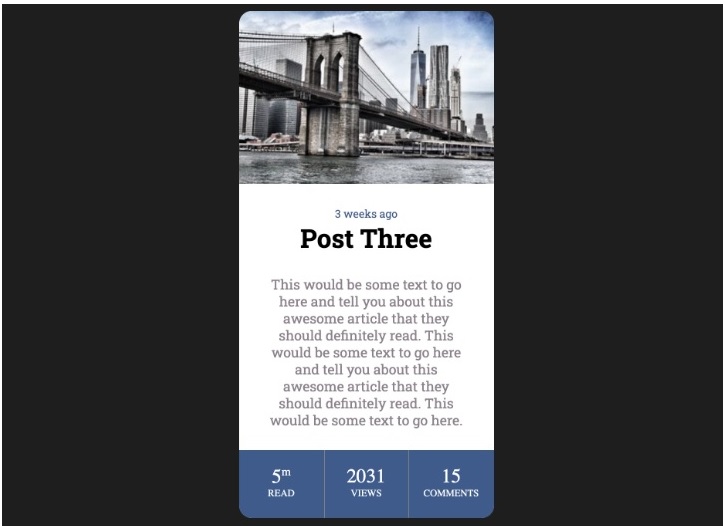 3 weeks ago
Post Three
This would be some text to go
here and tell you about this
awesome article that they
should definitely read. This
would be some text to go here
and tell you about this
awesome article that they
should definitely read. This
would be some text to go here.
5m 2031 15
READ VIEWS COMMENTS